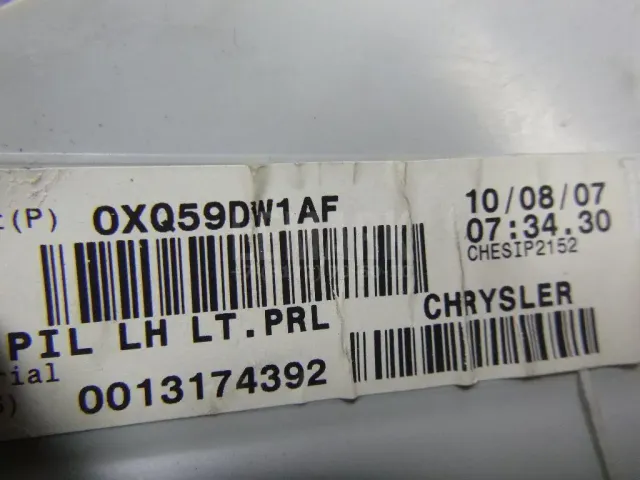 t(P) 0XQ59DW1AF 10/08/07
07:34.30
CHESIP2152
PIL LH LT.PRL CHRYSLER
rial
S) 0013174392